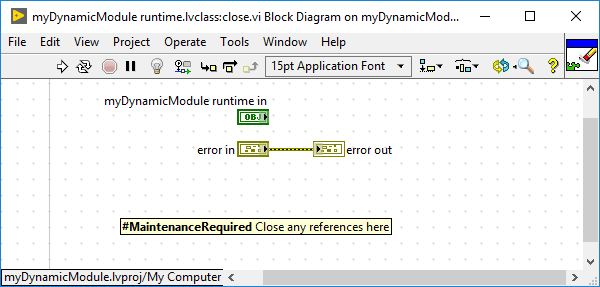 myDynamicModule runtime.lvclass:close.vi Block Diagram on myDynamicMod...
File Edit View Project Operate Tools Window Help
15pt Application Font
myDynamicModule runtime in
OBJ
error in error out
#MaintenanceRequired Close any references here
myDynamicModule.lvproj/My Computer